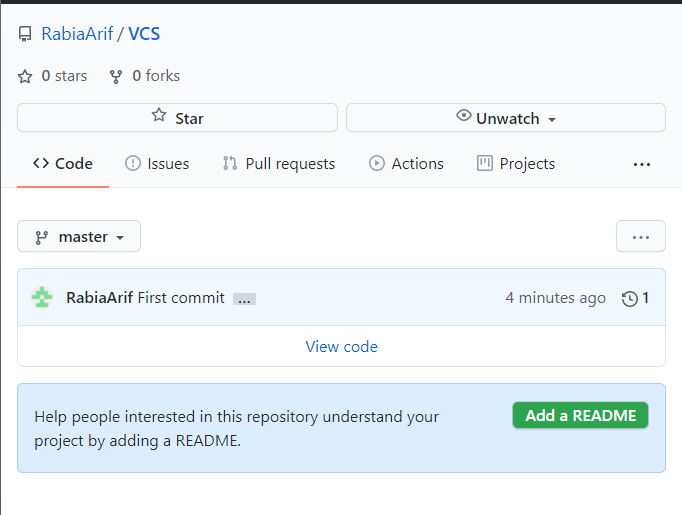 RabiaArif / VCS
0 stars 0 forks
Star Unwatch
Code Issues Pull requests Actions Projects ...
master ...
RabiaArif First commit ... 4 minutes ago 1
View code
Help people interested in this repository understand your Add a README
project by adding a README.